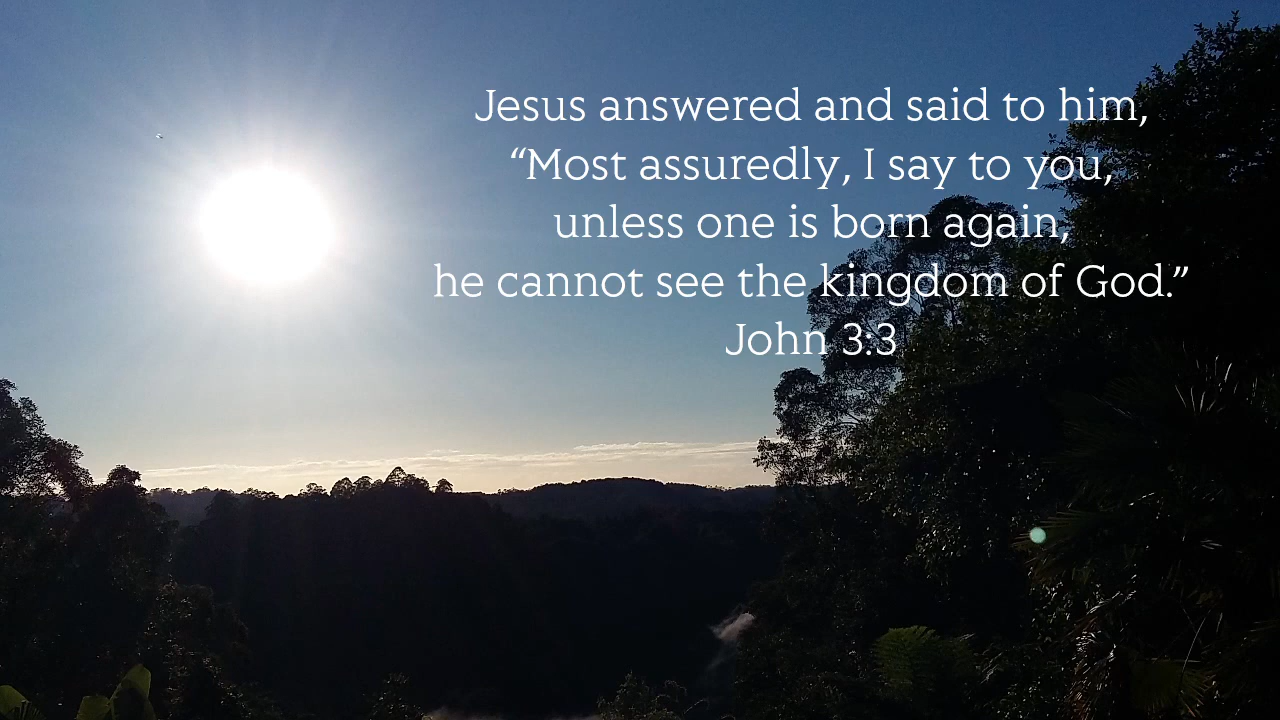 Jesus answered and said to him,
“Most assuredly, I say to you,
unless one is born again,
he cannot see the kingdom of God.”
John 3:3